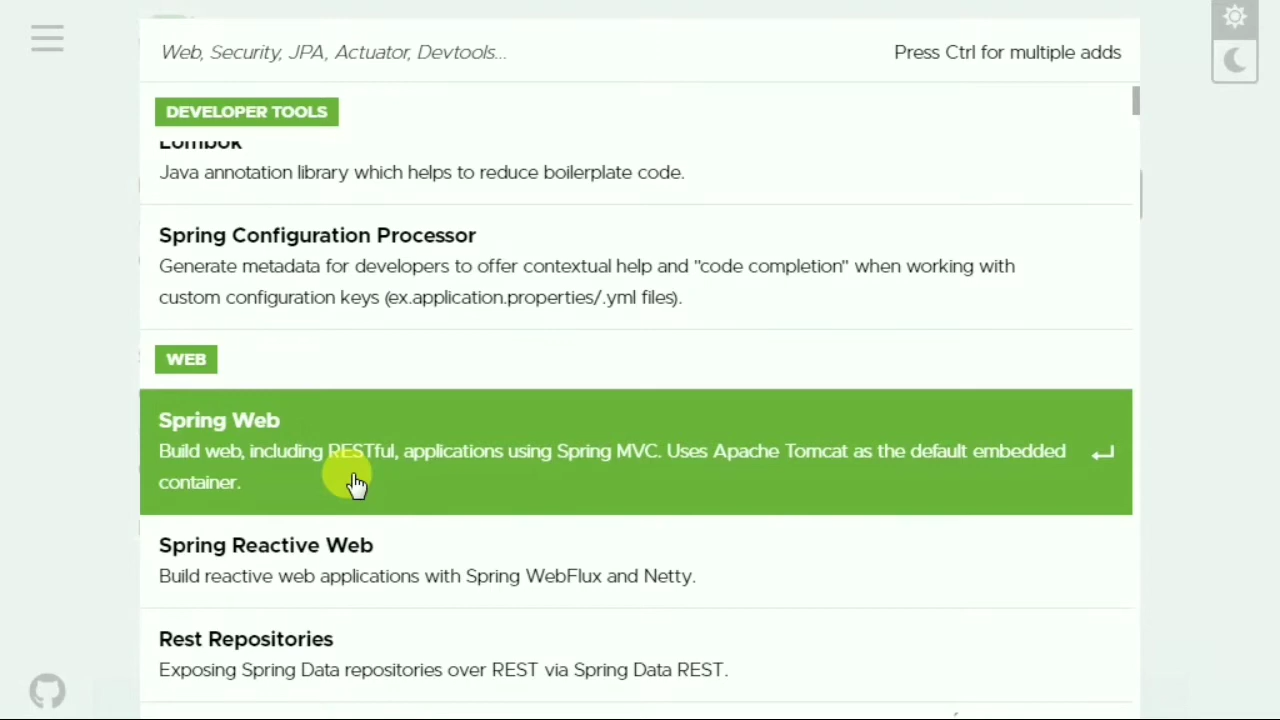 Web, Security, JPA, Actuator, Devtools...
Press Ctrl for multiple adds
DEVELOPER TOOLS
Lombok
Java annotation library which helps to reduce boilerplate code.
Spring Configuration Processor
Generate metadata for developers to offer contextual help and "code completion" when working with
custom configuration keys (ex.application.properties/.yml files).
WEB
Spring Web
Build web, including RESTful, applications using Spring MVC. Uses Apache Tomcat as the default embedded
container.
Spring Reactive Web
Build reactive web applications with Spring WebFlux and Netty.
Rest Repositories
Exposing Spring Data repositories over REST via Spring Data REST.